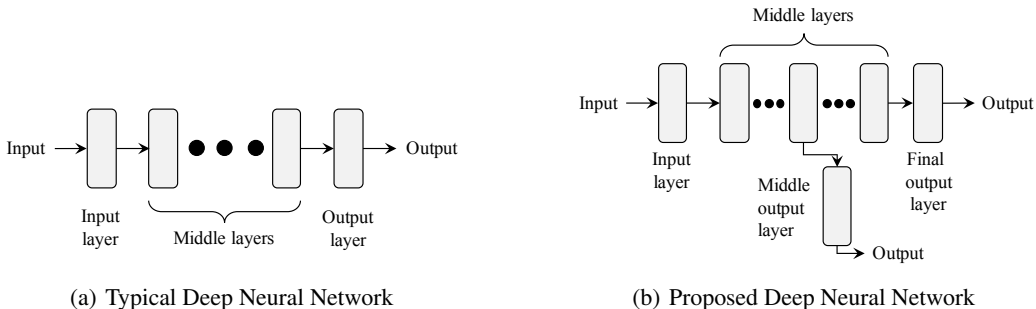 Input
Input
layer
Middle layers
Output
layer
Output
(a) Typical Deep Neural Network
Middle layers
Input
Input
layer
Middle
output
layer
Output
Final
output
layer
Output
(b) Proposed Deep Neural Network